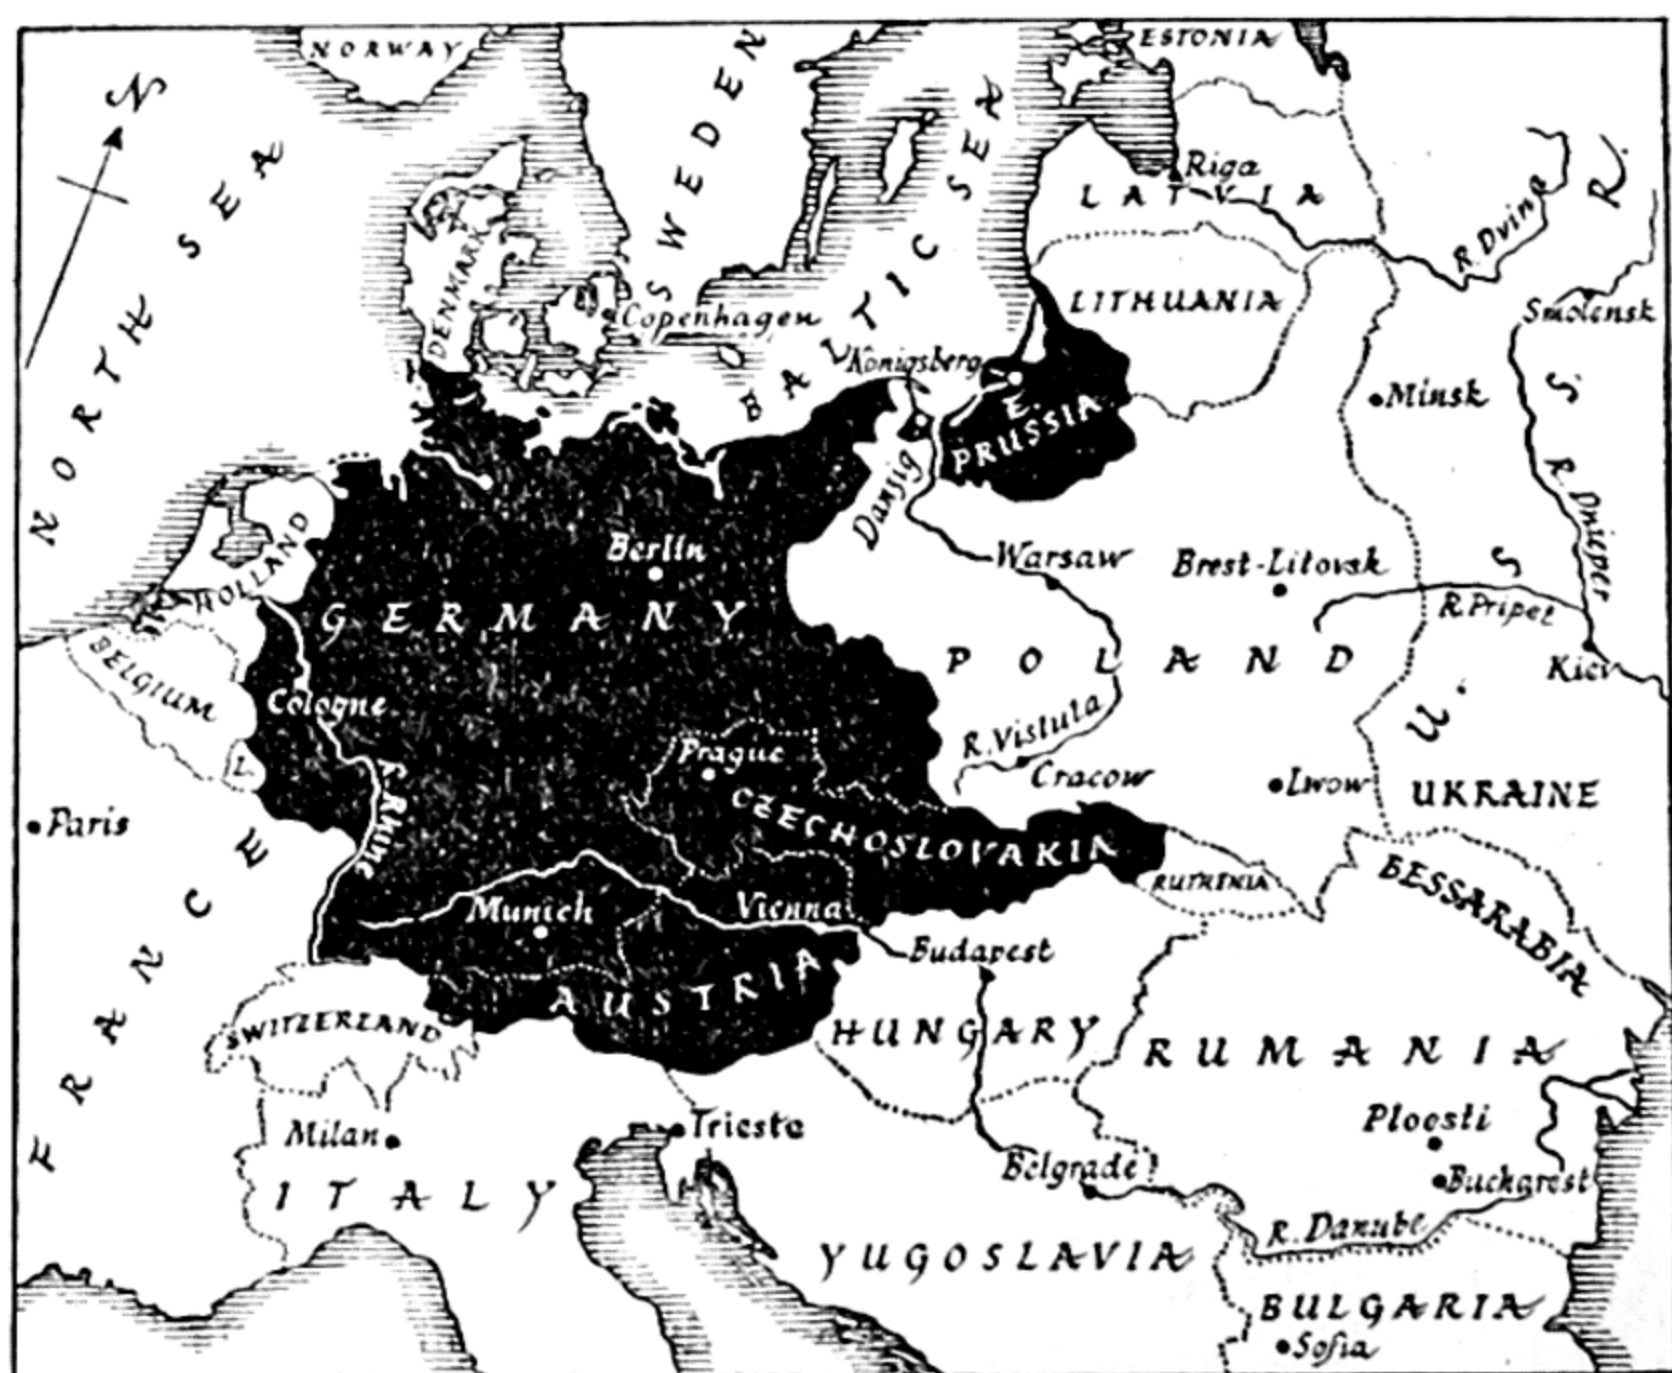 NORWAY
ESTONIA
N
SWEDEN
NORTH SEA
BALTIC SEA
Riga
LATVIA
R. Dvina
DENMARK
LITHUANIA
Copenhagen
Smolensk
Königsberg
Minsk
E.
PRUSSIA
U. S. S. R.
Danzig
HOLLAND
R. Dnieper
Berlin
Warsaw
Brest-Litovsk
GERMANY
R. Pripet
BELGIUM
POLAND
Kiev
Cologne
R. Vistula
Prague
L.
Cracow
Lwow
UKRAINE
R. Rhine
Paris
CZECHOSLOVAKIA
RUTHENIA
BESSARABIA
FRANCE
Munich
Vienna
Budapest
AUSTRIA
SWITZERLAND
HUNGARY
RUMANIA
Milan
Trieste
Ploesti
Belgrade
Bucharest
ITALY
R. Danube
YUGOSLAVIA
BULGARIA
Sofia